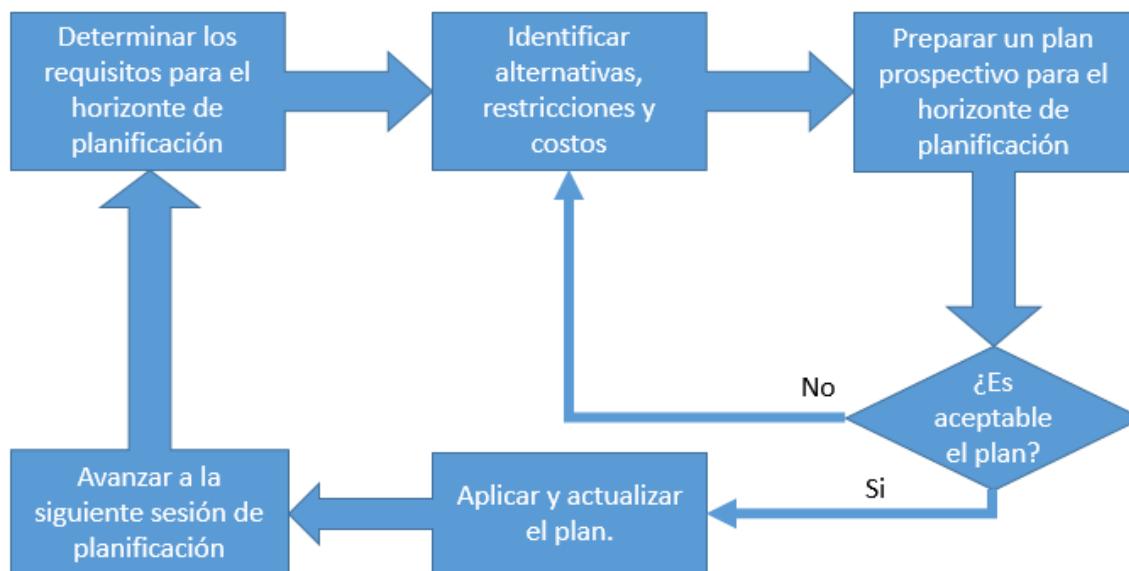 Determinar los
requisitos para el
horizonte de
planificación
Identificar
alternativas,
restricciones y
costos
Preparar un plan
prospectivo para el
horizonte de
planificación
¿Es
aceptable
el plan?
No
Si
Aplicar y actualizar
el plan.
Avanzar a la
siguiente sesión de
planificación